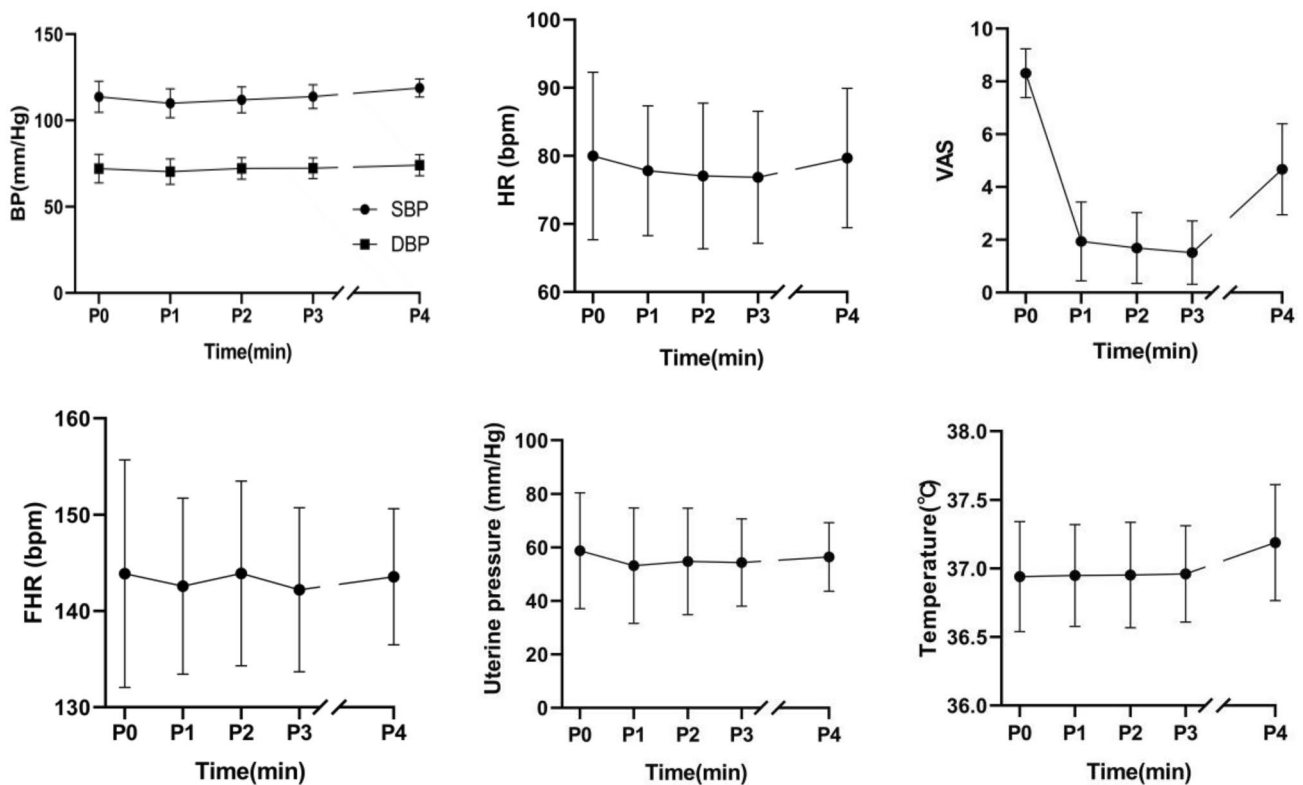 BP(mm/Hg)
150
100
50
0
SBP
DBP
P0 P1 P2 P3 P4
Time(min)
HR (bpm)
100
90
80
70
60
P0 P1 P2 P3 P4
Time(min)
VAS
10
8
6
4
2
0
P0 P1 P2 P3 P4
Time(min)
FHR (bpm)
160
150
140
130
P0 P1 P2 P3 P4
Time(min)
Uterine pressure (mm/Hg)
100
80
60
40
20
0
P0 P1 P2 P3 P4
Time(min)
Temperature(℃)
38.0
37.5
37.0
36.5
36.0
P0 P1 P2 P3 P4
Time(min)